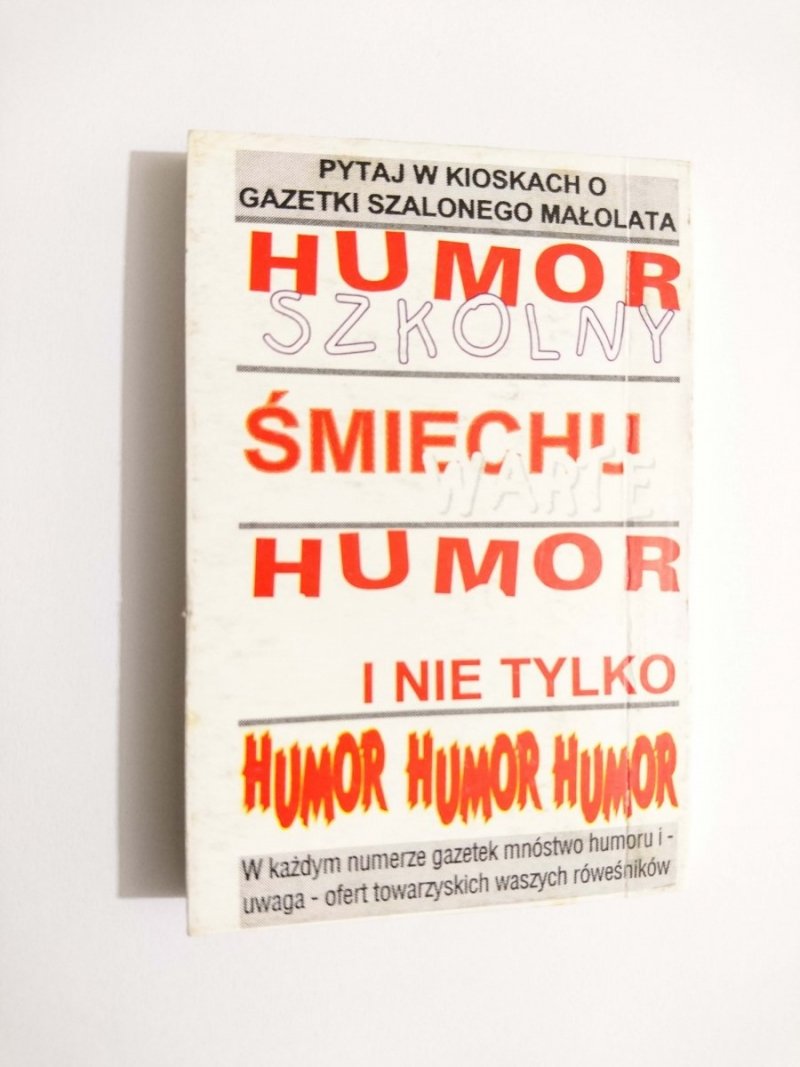 PYTAJ W KIOSKACH O
GAZETKI SZALONEGO MAŁOLATA
HUMOR
SZKOLNY
ŚMIECHU
WARTE
HUMOR
I NIE TYLKO
HUMOR HUMOR HUMOR
W każdym numerze gazetek mnóstwo humoru i -
uwaga - ofert towarzyskich waszych róweśników